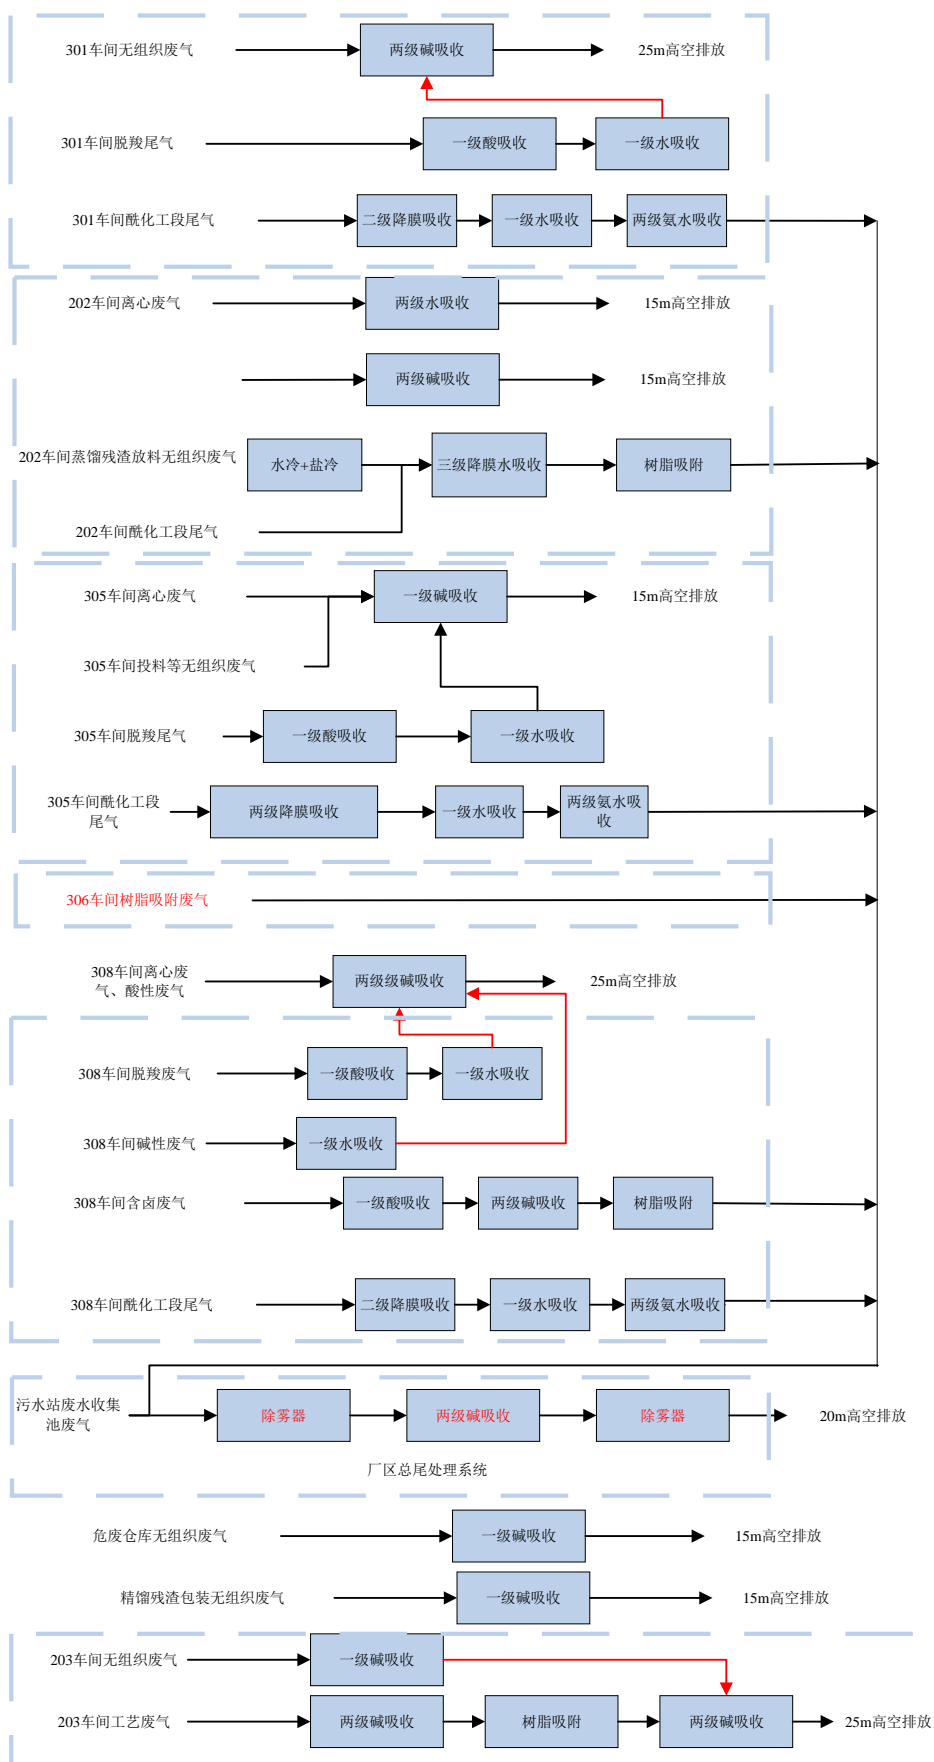 301车间无组织废气 两级碱吸收 25m高空排放
301车间脱羧尾气 一级酸吸收 一级水吸收
301车间酰化工段尾气 二级降膜吸收 一级水吸收 两级氨水吸收
202车间离心废气 两级水吸收 15m高空排放
两级碱吸收 15m高空排放
202车间蒸馏残渣放料无组织废气 水冷+盐冷 三级降膜水吸收 树脂吸附
202车间酰化工段尾气
305车间离心废气 一级碱吸收 15m高空排放
305车间投料等无组织废气
305车间脱羧尾气 一级酸吸收 一级水吸收
305车间酰化工段
尾气
两级降膜吸收 一级水吸收
两级氨水吸
收
306车间树脂吸附废气
308车间离心废
气、酸性废气
两级级碱吸收 25m高空排放
308车间脱羧废气 一级酸吸收 一级水吸收
308车间碱性废气 一级水吸收
308车间含卤废气 一级酸吸收 两级碱吸收 树脂吸附
308车间酰化工段尾气 二级降膜吸收 一级水吸收 两级氨水吸收
污水站废水收集
池废气
除雾器 两级碱吸收 除雾器 20m高空排放
厂区总尾处理系统
危废仓库无组织废气 一级碱吸收 15m高空排放
精馏残渣包装无组织废气 一级碱吸收 15m高空排放
203车间无组织废气 一级碱吸收
203车间工艺废气 两级碱吸收 树脂吸附 两级碱吸收 25m高空排放